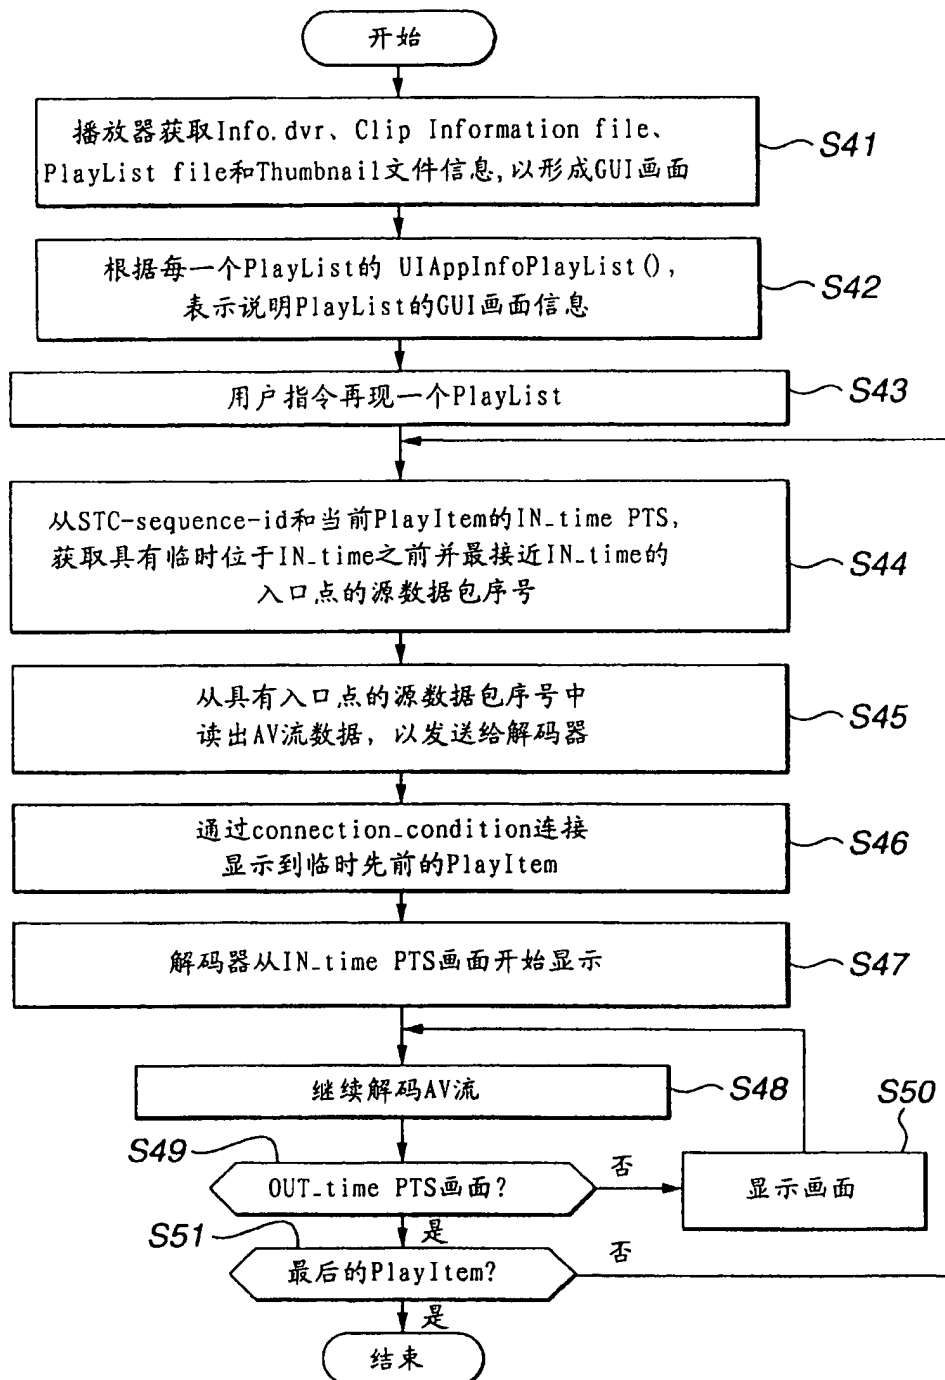 开始
播放器获取Info.dvr、Clip Information file、
PlayList file和Thumbnail文件信息,以形成GUI画面
S41
根据每一个PlayList的 UIAppInfoPlayList(),
表示说明PlayList的GUI画面信息
S42
用户指令再现一个PlayList
S43
从STC-sequence-id和当前PlayItem的IN_time PTS,
获取具有临时位于IN_time之前并最接近IN_time的
入口点的源数据包序号
S44
从具有入口点的源数据包序号中
读出AV流数据，以发送给解码器
S45
通过connection_condition连接
显示到临时先前的PlayItem
S46
解码器从IN_time PTS画面开始显示
S47
继续解码AV流
S48
S50
S49
OUT_time PTS画面?
否
显示画面
是
S51
最后的PlayItem?
否
是
结束